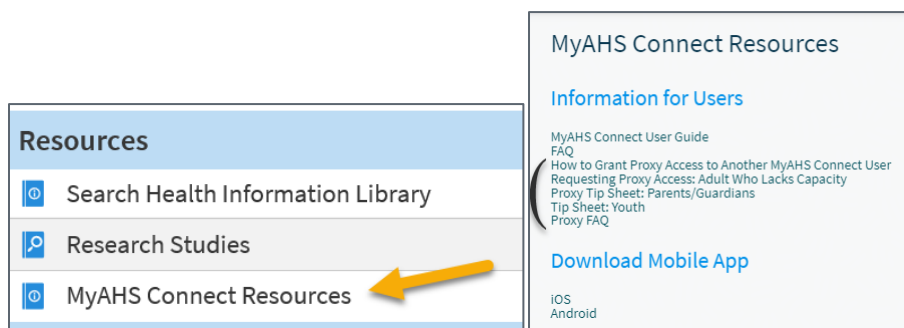 Resources
Search Health Information Library
Research Studies
MyAHS Connect Resources
MyAHS Connect Resources
Information for Users
MyAHS Connect User Guide
FAQ
How to Grant Proxy Access to Another MyAHS Connect User
Requesting Proxy Access: Adult Who Lacks Capacity
Proxy Tip Sheet: Parents/Guardians
Tip Sheet: Youth
Proxy FAQ
Download Mobile App
iOS
Android